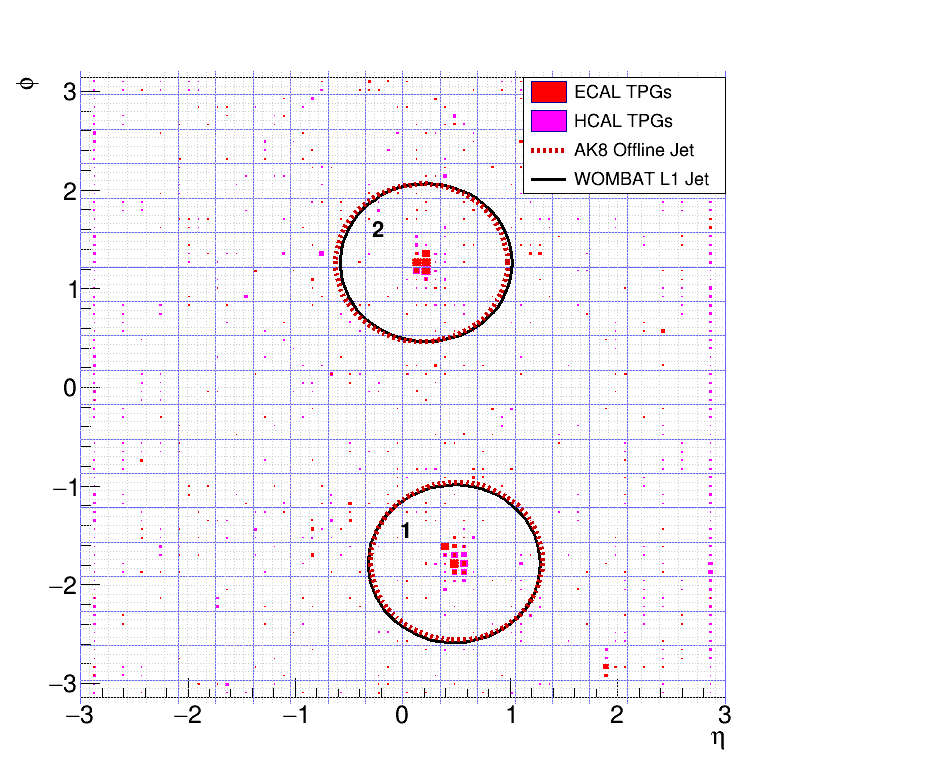 ϕ
3
2
1
0
−1
−2
−3
ECAL TPGs
HCAL TPGs
AK8 Offline Jet
WOMBAT L1 Jet
2
1
−3 −2 −1 0 1 2 3
η